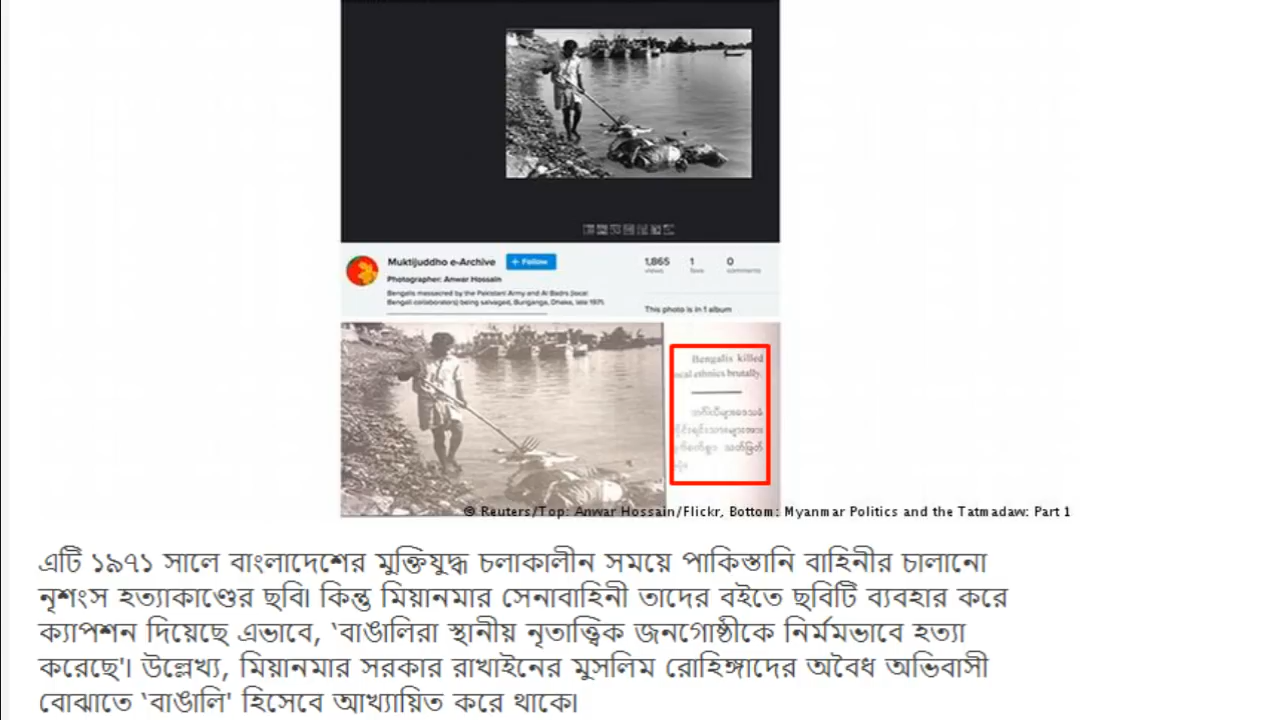 Muktijuddho e-Archive
+ Follow
1,865
1
0
views
fave
comments
Photographer: Anwar Hossain
Bengalis massacred by the Pakistani Army and Al Badrs (local
Bengali collaborators) being salvaged, Buriganga, Dhaka, late 1971.
This photo is in 1 album
Bengalis killed
ocal ethnics brutally.
© Reuters/Top: Anwar Hossain/Flickr, Bottom: Myanmar Politics and the Tatmadaw: Part 1
এটি ১৯৭১ সালে বাংলাদেশের মুক্তিযুদ্ধ চলাকালীন সময়ে পাকিস্তানি বাহিনীর চালানো
নৃশংস হত্যাকাণ্ডের ছবি৷ কিন্তু মিয়ানমার সেনাবাহিনী তাদের বইতে ছবিটি ব্যবহার করে
ক্যাপশন দিয়েছে এভাবে, ‘বাঙালিরা স্থানীয় নৃতাত্ত্বিক জনগোষ্ঠীকে নির্মমভাবে হত্যা
করেছে'৷ উল্লেখ্য, মিয়ানমার সরকার রাখাইনের মুসলিম রোহিঙ্গাদের অবৈধ অভিবাসী
বোঝাতে ‘বাঙালি' হিসেবে আখ্যায়িত করে থাকে৷